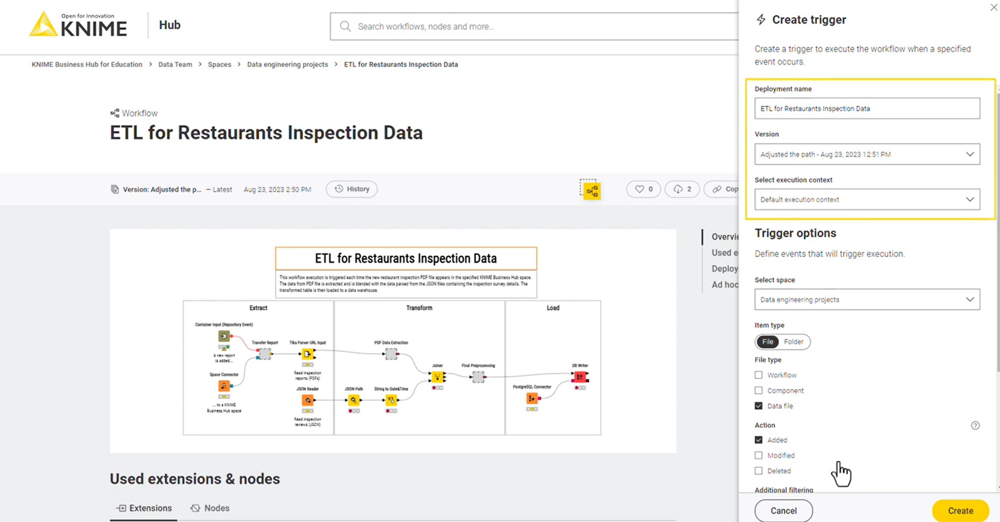 Open for Innovation
KNIME
Hub
Search workflows, nodes and more...
KNIME Business Hub for Education > Data Team > Spaces > Data engineering projects > ETL for Restaurants Inspection Data
Workflow
ETL for Restaurants Inspection Data
Version: Adjusted the p... — Latest Aug 23, 2023 2:50 PM History 0 2 Cop
ETL for Restaurants Inspection Data
This workflow execution is triggered each time the new restaurant inspection PDF file appears in the specified KNIME Business Hub space.
The data from PDF file is extracted and is blended with the data parsed from the JSON files containing the inspection survey details. The
transformed table is then loaded to a data warehouse.
Extract
Container Input (Repository Event)
Transfer Report
Tika Parser URL Input
A new report
is added...
Space Connector
Read inspection
reports (PDFs)
JSON Reader
... to a KNIME
Business Hub space
Read inspection
reviews (JSON)
Transform
PDF Data Extraction
Joiner
Final Preprocessing
JSON Path
String to Date&Time
Load
DB Writer
PostgreSQL Connector
Overvie
Used e
Deploy
Ad hoc
Used extensions & nodes
Extensions
Nodes
Create trigger
Create a trigger to execute the workflow when a specified
event occurs.
Deployment name
ETL for Restaurants Inspection Data
Version
Adjusted the path - Aug 23, 2023 12:51 PM
Select execution context
Default execution context
Trigger options
Define events that will trigger execution.
Select space
Data engineering projects
Item type
File Folder
File type
Workflow
Component
Data file
Action
?
Added
Modified
Deleted
Additional filtering
Cancel
Create